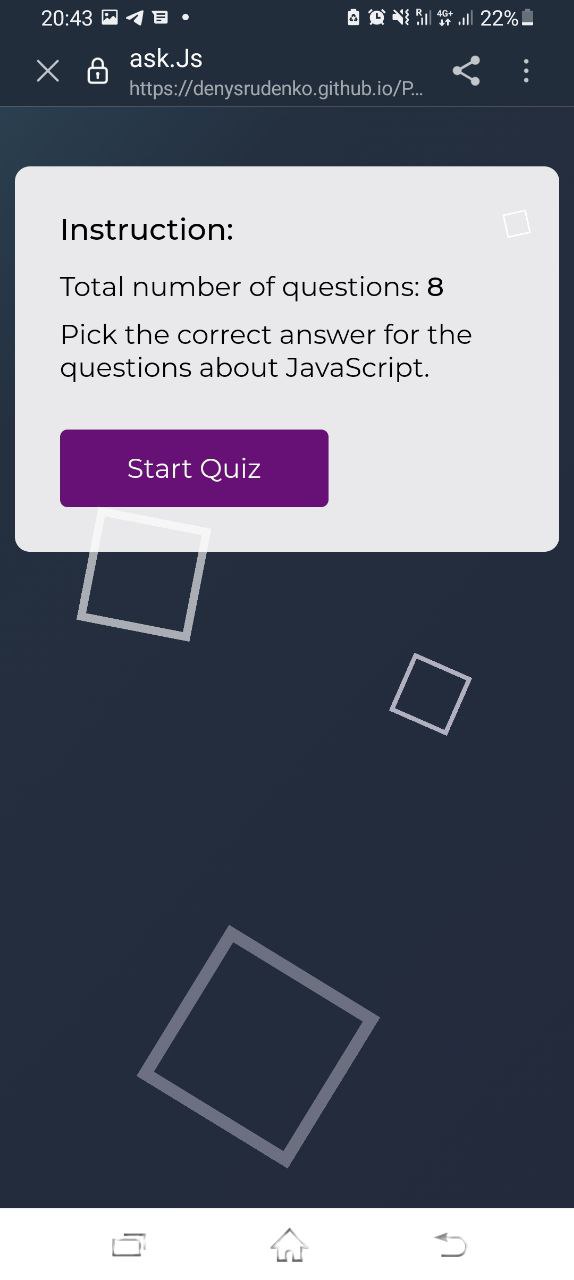 20:43
R 4G+ 22%
ask.Js
https://denysrudenko.github.io/P...
Instruction:
Total number of questions: 8
Pick the correct answer for the
questions about JavaScript.
Start Quiz